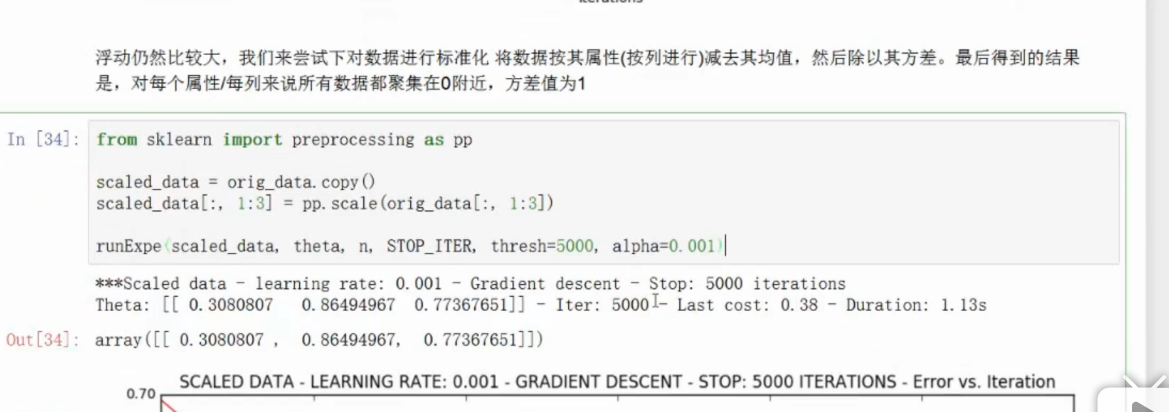 iterations
浮动仍然比较大，我们来尝试下对数据进行标准化 将数据按其属性(按列进行)减去其均值，然后除以其方差。最后得到的结果
是，对每个属性/每列来说所有数据都聚集在0附近，方差值为1
In [34]: from sklearn import preprocessing as pp
scaled_data = orig_data.copy()
scaled_data[:, 1:3] = pp.scale(orig_data[:, 1:3])
runExpe(scaled_data, theta, n, STOP_ITER, thresh=5000, alpha=0.001)
***Scaled data - learning rate: 0.001 - Gradient descent - Stop: 5000 iterations
Theta: [[ 0.3080807   0.86494967  0.77367651]] - Iter: 5000 - Last cost: 0.38 - Duration: 1.13s
Out[34]: array([[ 0.3080807 ,  0.86494967,  0.77367651]])
SCALED DATA - LEARNING RATE: 0.001 - GRADIENT DESCENT - STOP: 5000 ITERATIONS - Error vs. Iteration
0.70